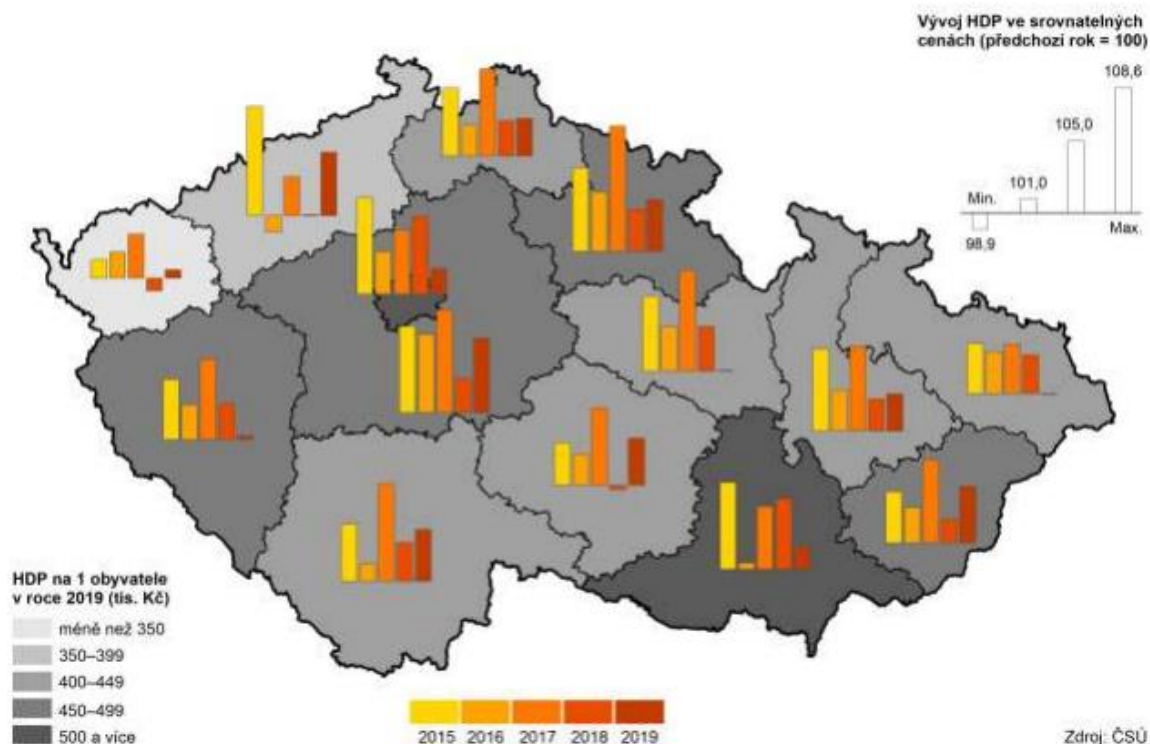 Vývoj HDP ve srovnatelných
cenách (předchozí rok = 100)
108,6
105,0
101,0
Min.
Max.
98,9
HDP na 1 obyvatele
v roce 2019 (tis. Kč)
méně než 350
350–399
400–449
450–499
500 a více
2015 2016 2017 2018 2019
Zdroj: ČSÚ